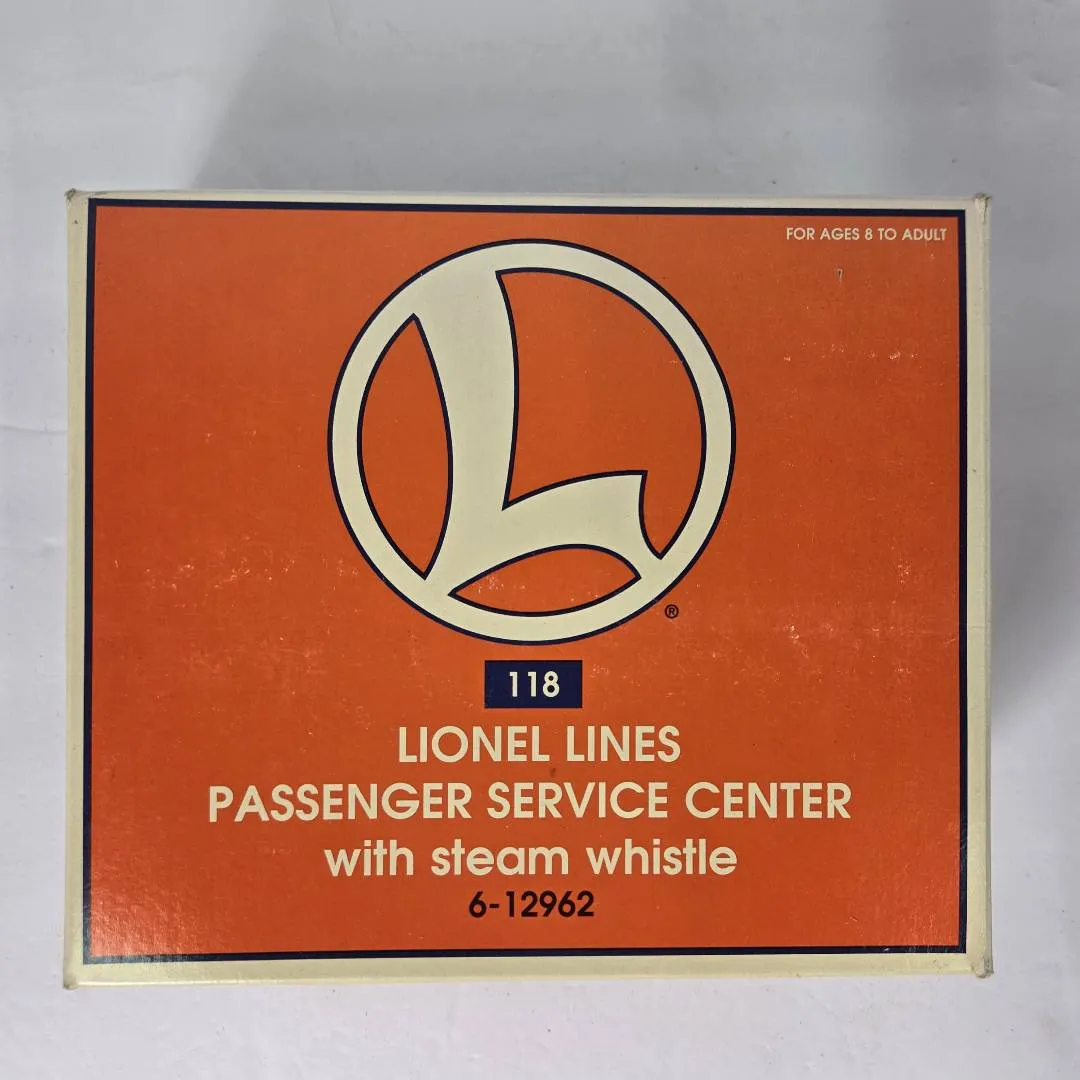 FOR AGES 8 TO ADULT
L
®
118
LIONEL LINES
PASSENGER SERVICE CENTER
with steam whistle
6-12962